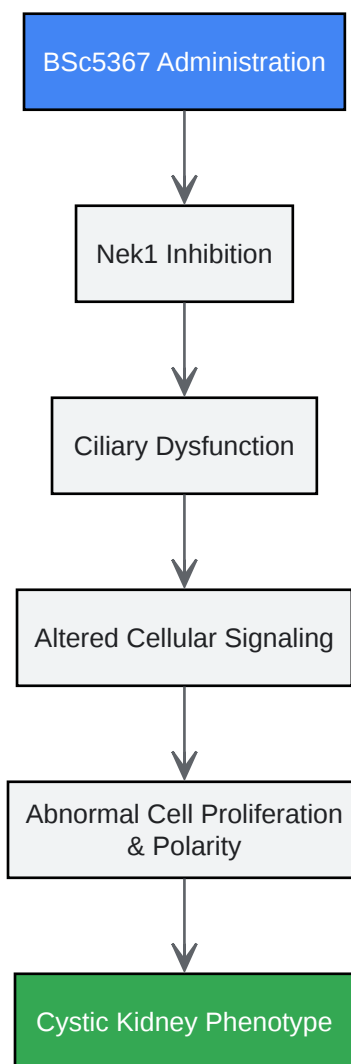 BSc5367 Administration
Nek1 Inhibition
Ciliary Dysfunction
Altered Cellular Signaling
Abnormal Cell Proliferation
& Polarity
Cystic Kidney Phenotype